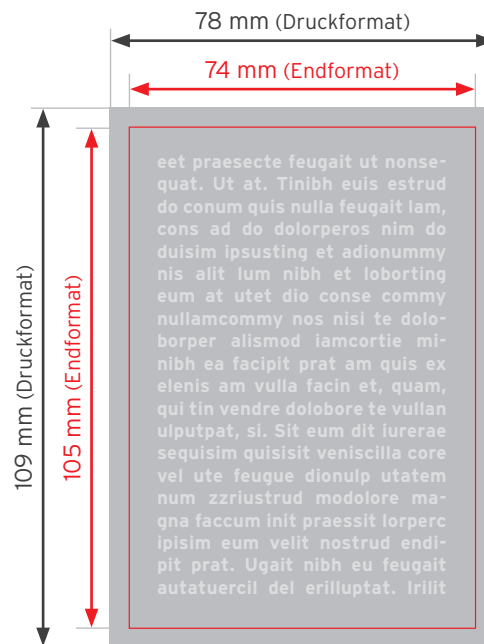 78 mm (Druckformat)
74 mm (Endformat)
109 mm (Druckformat)
105 mm (Endformat)
eet praesecte feugait ut nonse-
quat. Ut at. Tinibh euis estrud
do conum quis nulla feugait lam,
cons ad do dolorperos nim do
duisim ipsusting et adionummy
nis alit lum nibh et loborting
eum at utet dio conse commy
nullamcommy nos nisi te dolo-
borper alismod iamcortie mi-
nibh ea facipit prat am quis ex
elenis am vulla facin et, quam,
qui tin vendre dolobore te vullan
ulputpat, si. Sit eum dit iurerae
sequisim quisisit veniscilla core
vel ute feugue dionulp utatem
num zzriustrud modolore ma-
gna faccum init praessit lorperc
ipisim eum velit nostrud endi-
pit prat. Ugait nibh eu feugait
autatuercil del erilluptat. Irilit